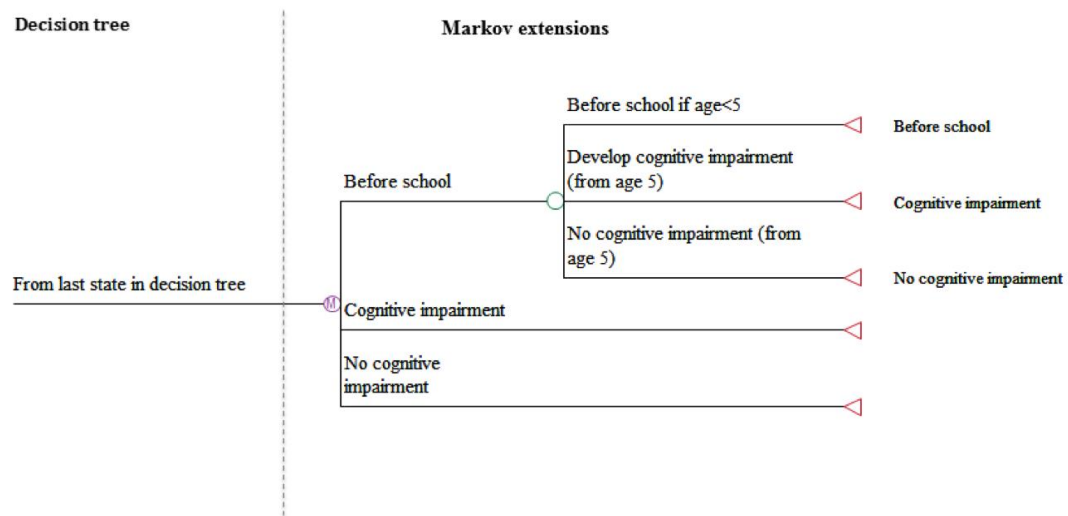 Decision tree
Markov extensions
Before school if age<5
Before school
Develop cognitive impairment
(from age 5)
Before school
Cognitive impairment
No cognitive impairment (from
age 5)
No cognitive impairment
From last state in decision tree
M
Cognitive impairment
No cognitive
impairment